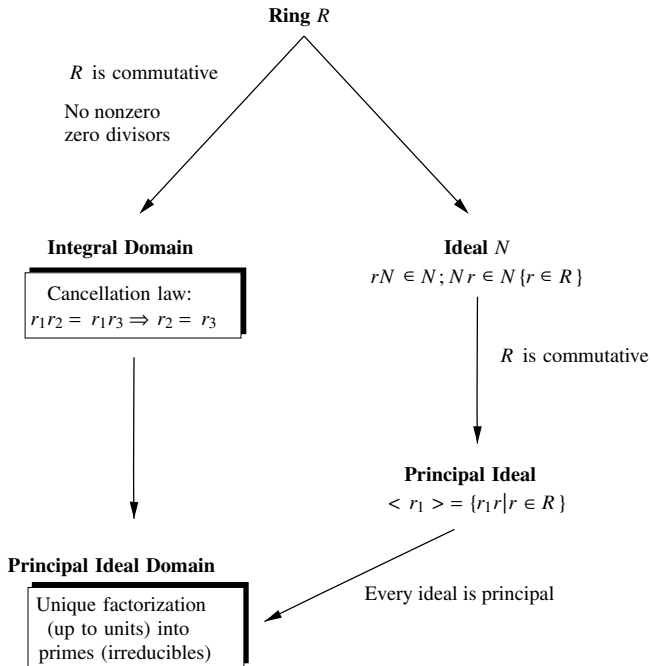 Ring R
R is commutative
No nonzero
zero divisors
Integral Domain
Cancellation law:
r₁r₂ = r₁r₃ ⇒ r₂ = r₃
Ideal N
rN ∈ N; Nr ∈ N{r ∈ R}
R is commutative
Principal Ideal
< r₁ > = {r₁r|r ∈ R}
Every ideal is principal
Principal Ideal Domain
Unique factorization
(up to units) into
primes (irreducibles)